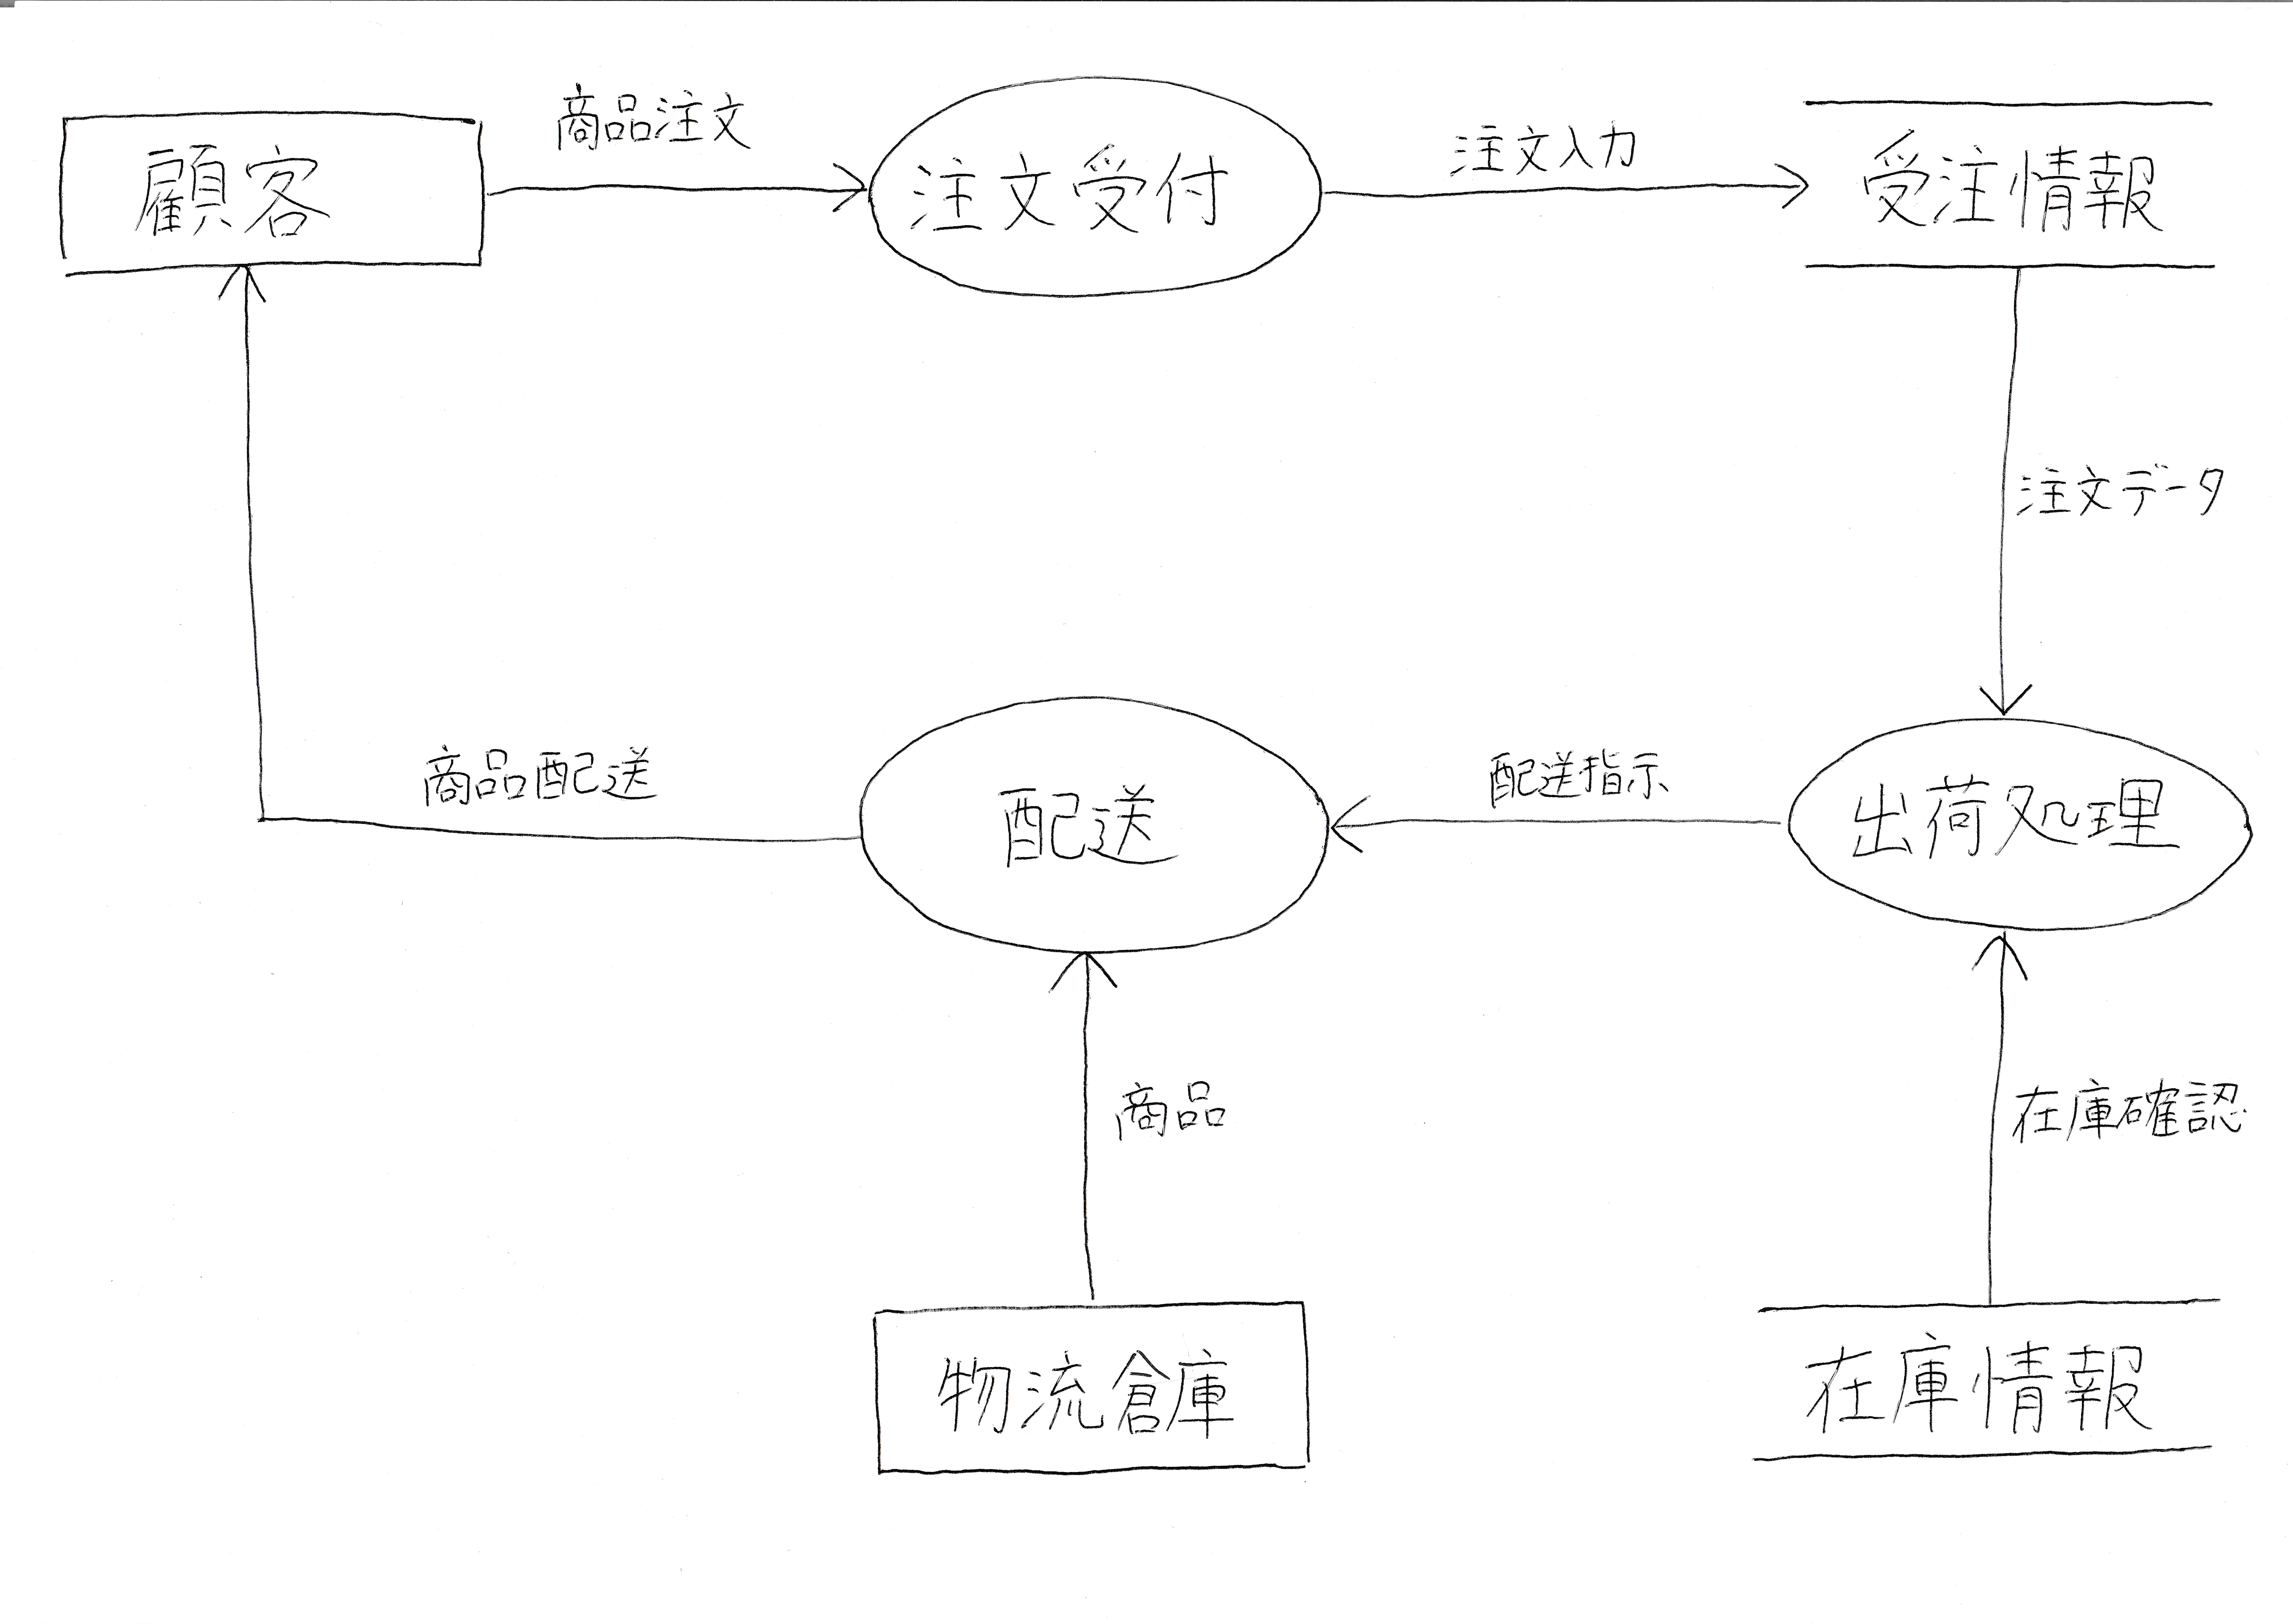 顧客
商品注文
注文受付
注文入力
受注情報
注文データ
商品配送
配送
配送指示
出荷処理
商品
在庫確認
物流倉庫
在庫情報